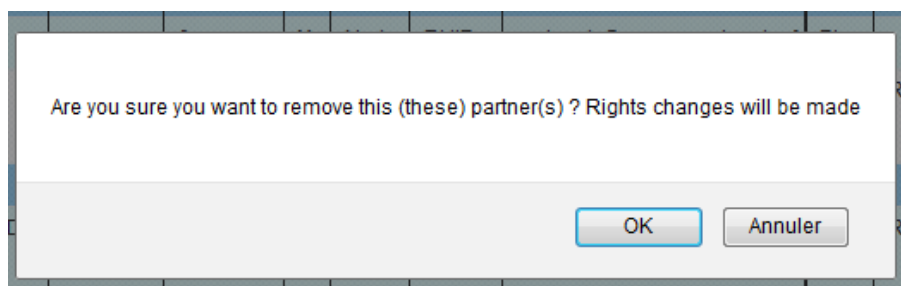 Are you sure you want to remove this (these) partner(s) ? Rights changes will be made
OK
Annuler